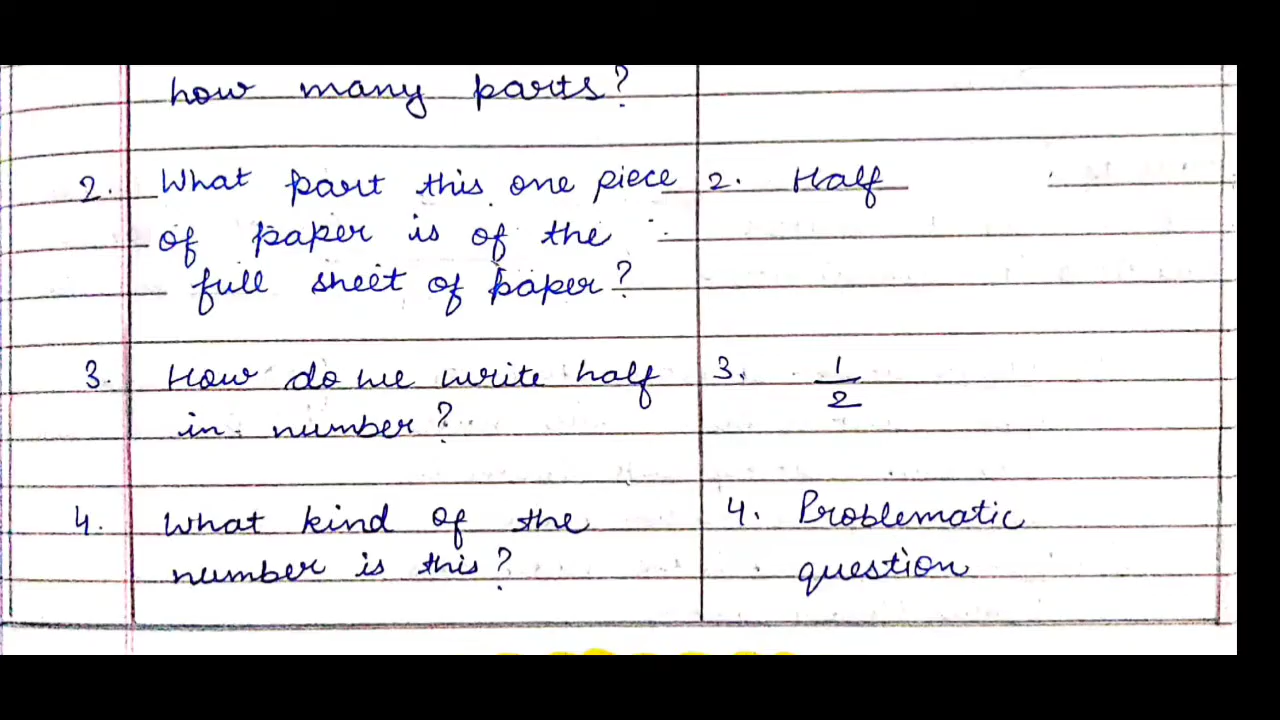 how many parts?
2. What part this one piece 2. Half
of paper is of the
full sheet of paper?
3. How do we write half 3. 1/2
in number?
4. What kind of the 4. Problematic
number is this? question